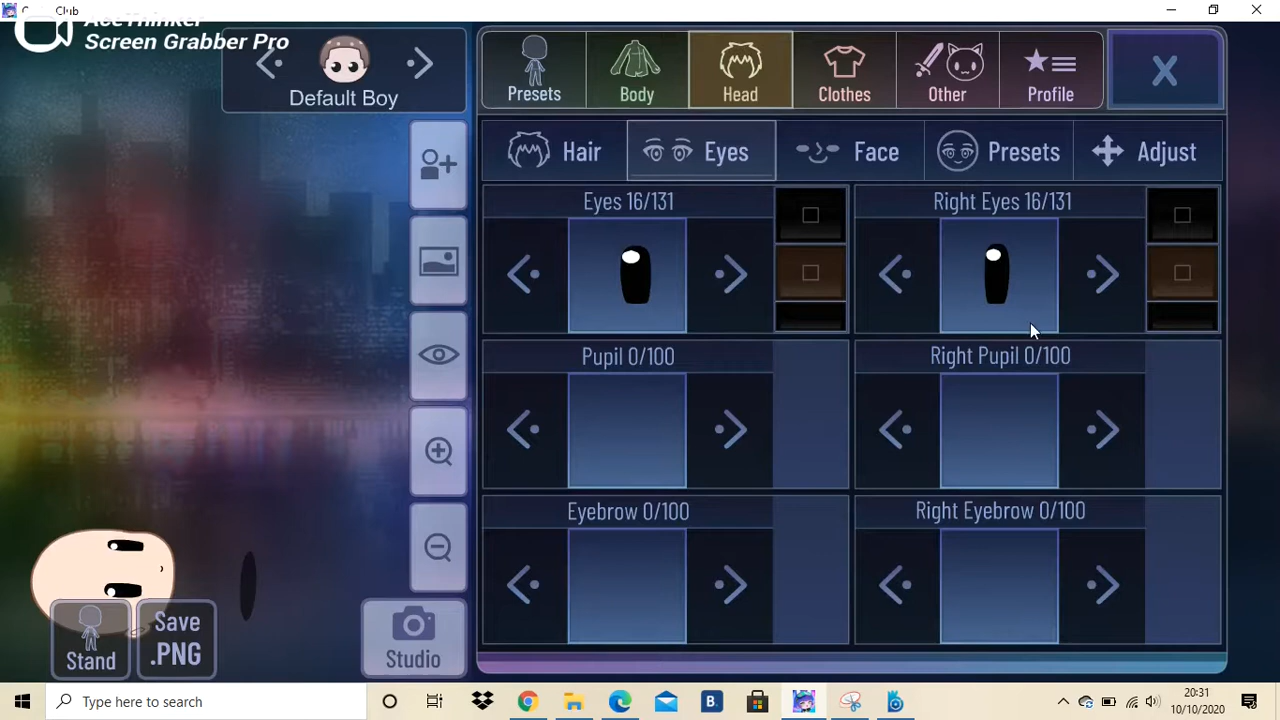 Club
AceThinker
Screen Grabber Pro
Default Boy
Presets
Body
Head
Clothes
Other
Profile
X
Hair
Eyes
Face
Presets
Adjust
Eyes 16/131
Right Eyes 16/131
Pupil 0/100
Right Pupil 0/100
Eyebrow 0/100
Right Eyebrow 0/100
Stand
Save
.PNG
Studio
Type here to search
B.
20:31
10/10/2020